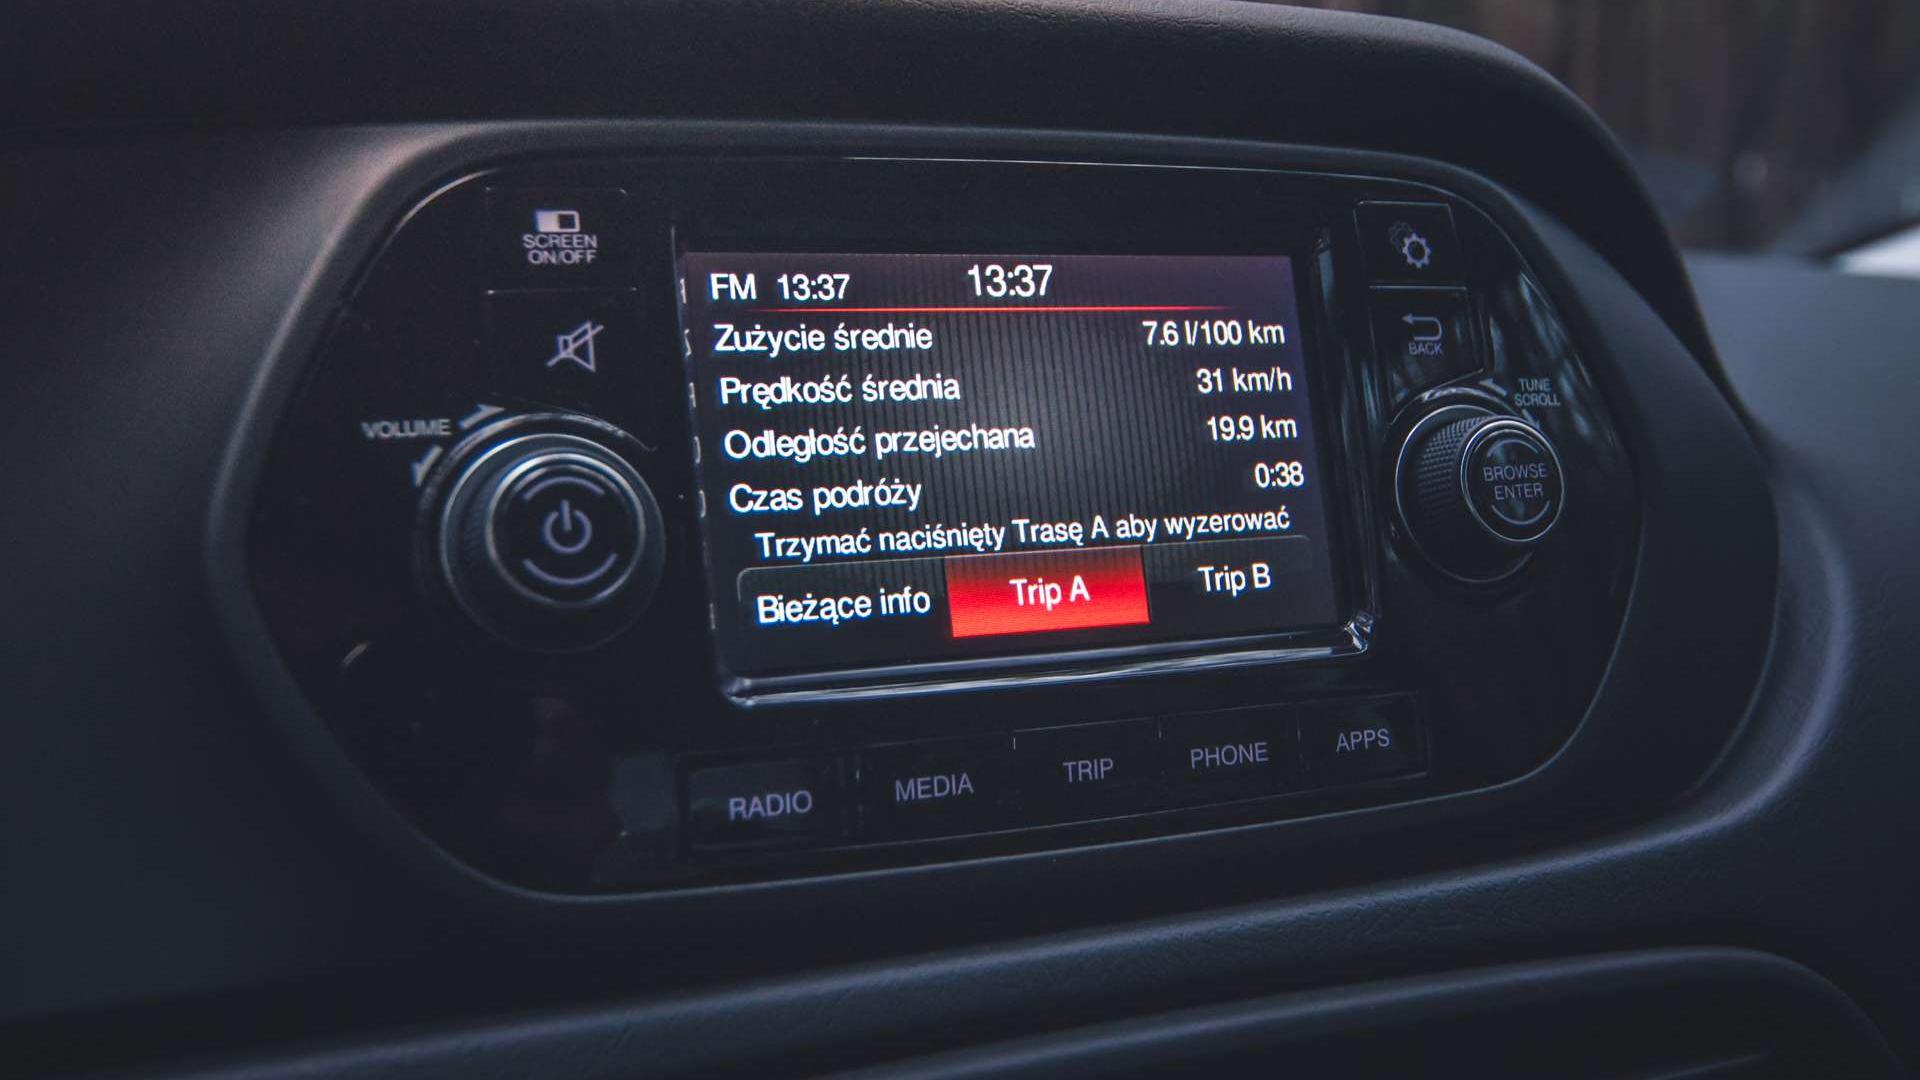 SCREEN
ON/OFF
VOLUME
FM 13:37 13:37
Zużycie średnie 7.6 l/100 km
Prędkość średnia 31 km/h
Odległość przejechana 19.9 km
Czas podróży 0:38
Trzymać naciśnięty Trasę A aby wyzerować
Bieżące info Trip A Trip B
BACK
TUNE
SCROLL
BROWSE
ENTER
RADIO MEDIA TRIP PHONE APPS